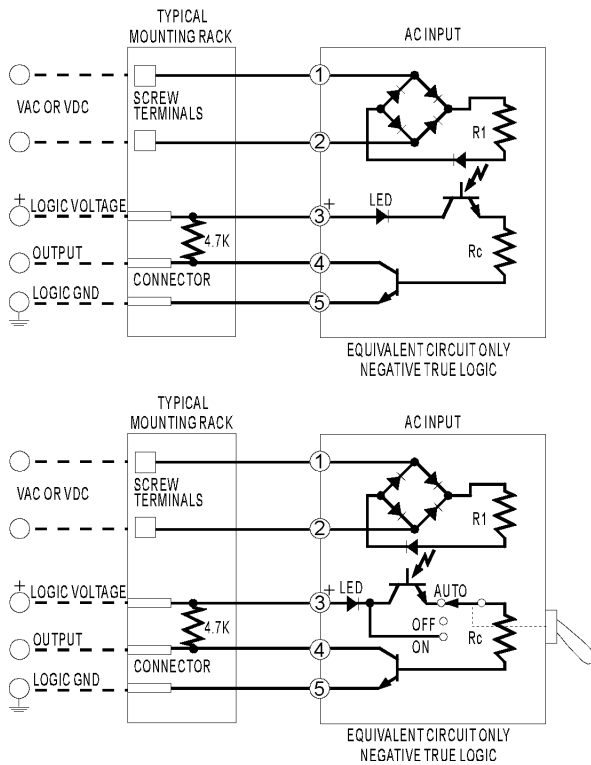 TYPICAL
MOUNTING RACK
AC INPUT
1
SCREW
TERMINALS
VAC OR VDC
2
R1
+
LOGIC VOLTAGE
3
+
LED
4.7K
Rc
OUTPUT
4
CONNECTOR
LOGIC GND
5
EQUIVALENT CIRCUIT ONLY
NEGATIVE TRUE LOGIC
TYPICAL
MOUNTING RACK
AC INPUT
1
SCREW
TERMINALS
VAC OR VDC
2
R1
+
LOGIC VOLTAGE
3
+
LED
AUTO
4.7K
OFF
ON
Rc
OUTPUT
4
CONNECTOR
LOGIC GND
5
EQUIVALENT CIRCUIT ONLY
NEGATIVE TRUE LOGIC